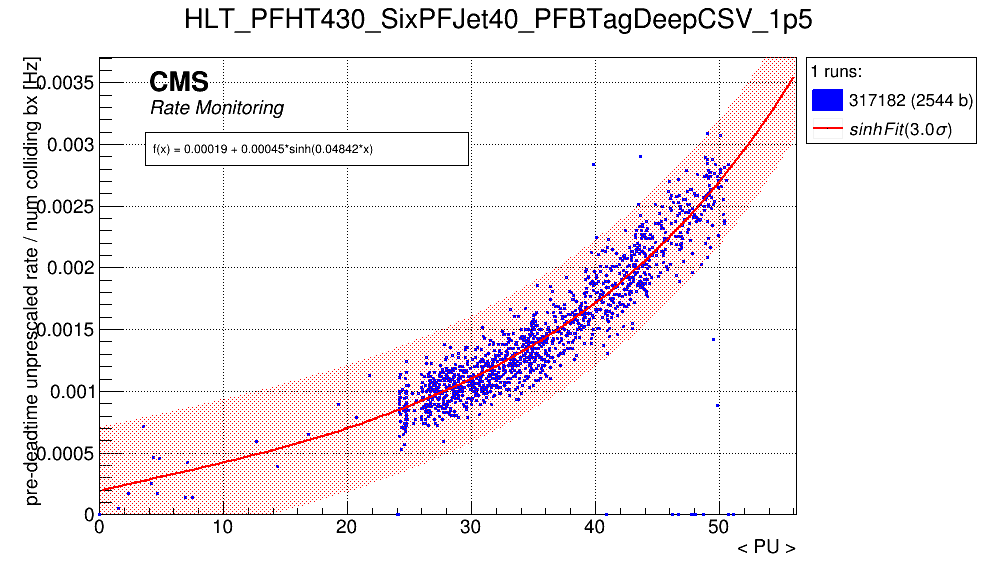 HLT_PFHT430_SixPFJet40_PFBTagDeepCSV_1p5
pre-deadtime unprescaled rate / num colliding bx [Hz]
0.0035
0.003
0.0025
0.002
0.0015
0.001
0.0005
0
CMS
Rate Monitoring
f(x) = 0.00019 + 0.00045*sinh(0.04842*x)
1 runs:
317182 (2544 b)
sinhFit(3.0σ)
0 10 20 30 40 50
< PU >